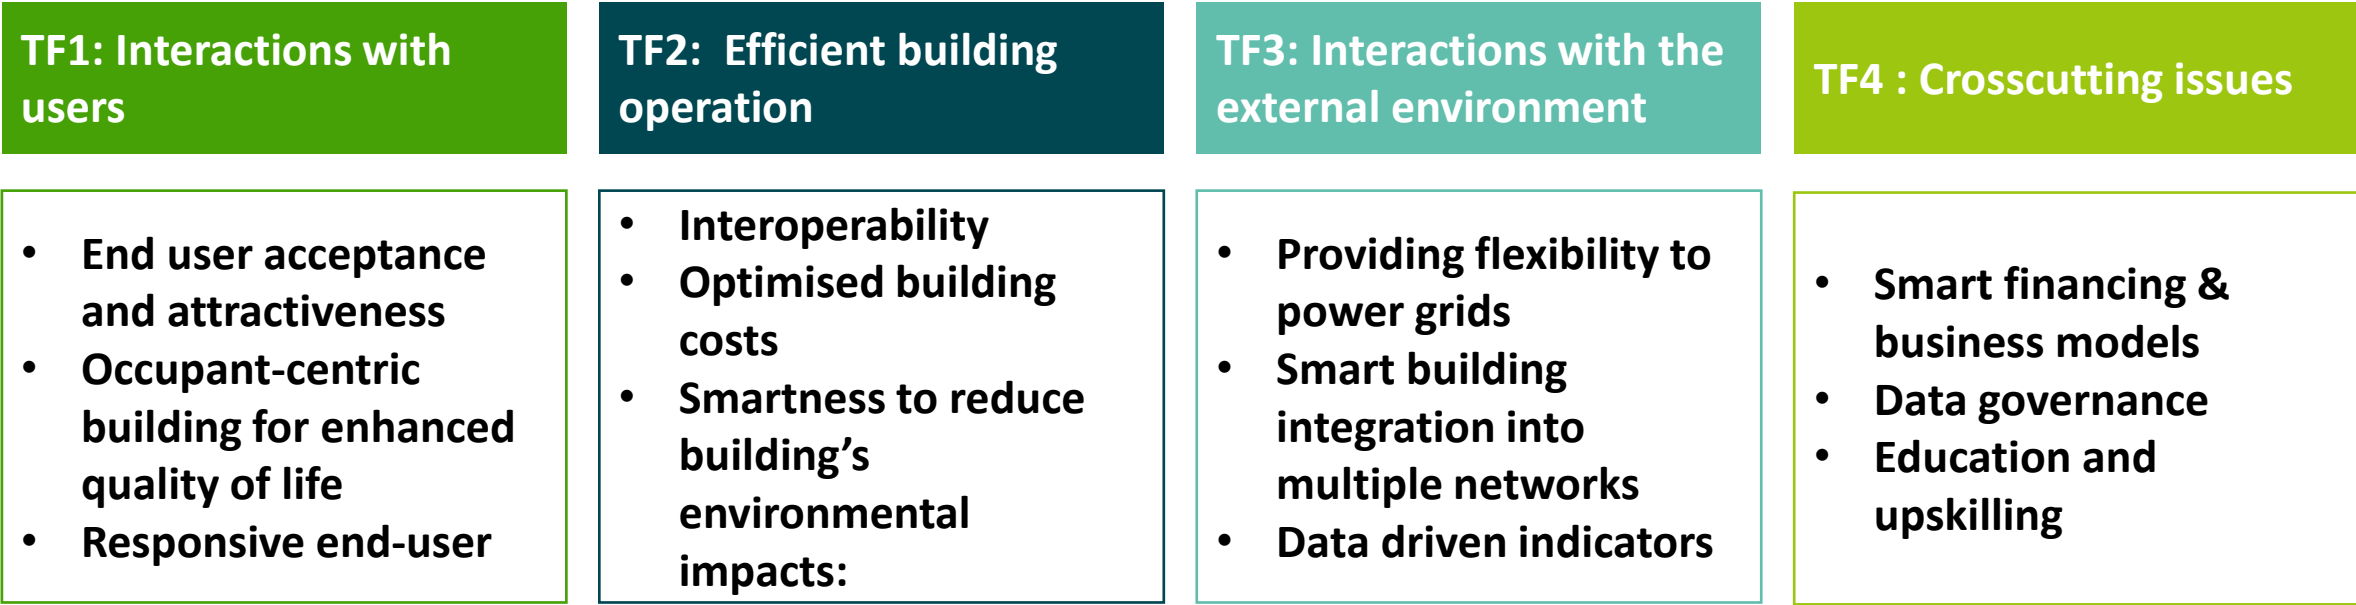 TF1: Interactions with
users
• End user acceptance
and attractiveness
• Occupant-centric
building for enhanced
quality of life
• Responsive end-user
TF2: Efficient building
operation
• Interoperability
• Optimised building
costs
• Smartness to reduce
building’s
environmental
impacts:
TF3: Interactions with the
external environment
• Providing flexibility to
power grids
• Smart building
integration into
multiple networks
• Data driven indicators
TF4 : Crosscutting issues
• Smart financing &
business models
• Data governance
• Education and
upskilling